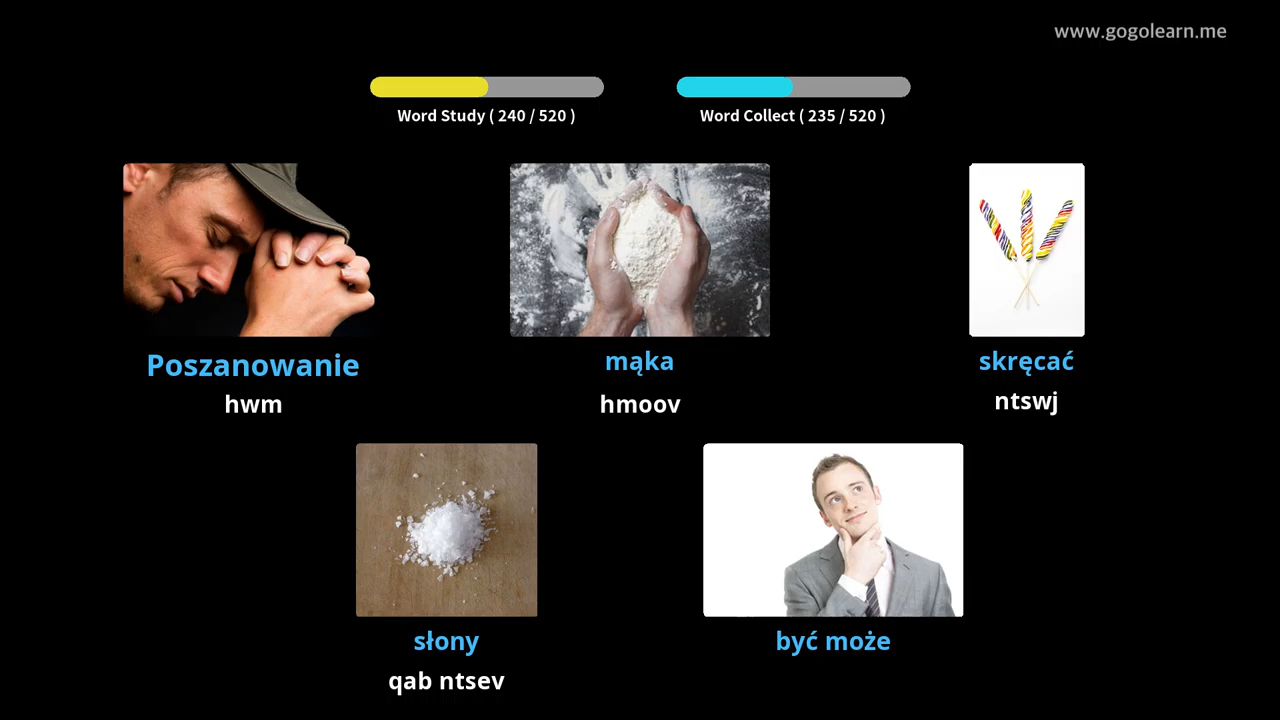 www.gogolearn.me
Word Study ( 240 / 520 )
Word Collect ( 235 / 520 )
Poszanowanie
hwm
mąka
hmoov
skręcać
ntswj
słony
qab ntsev
być może